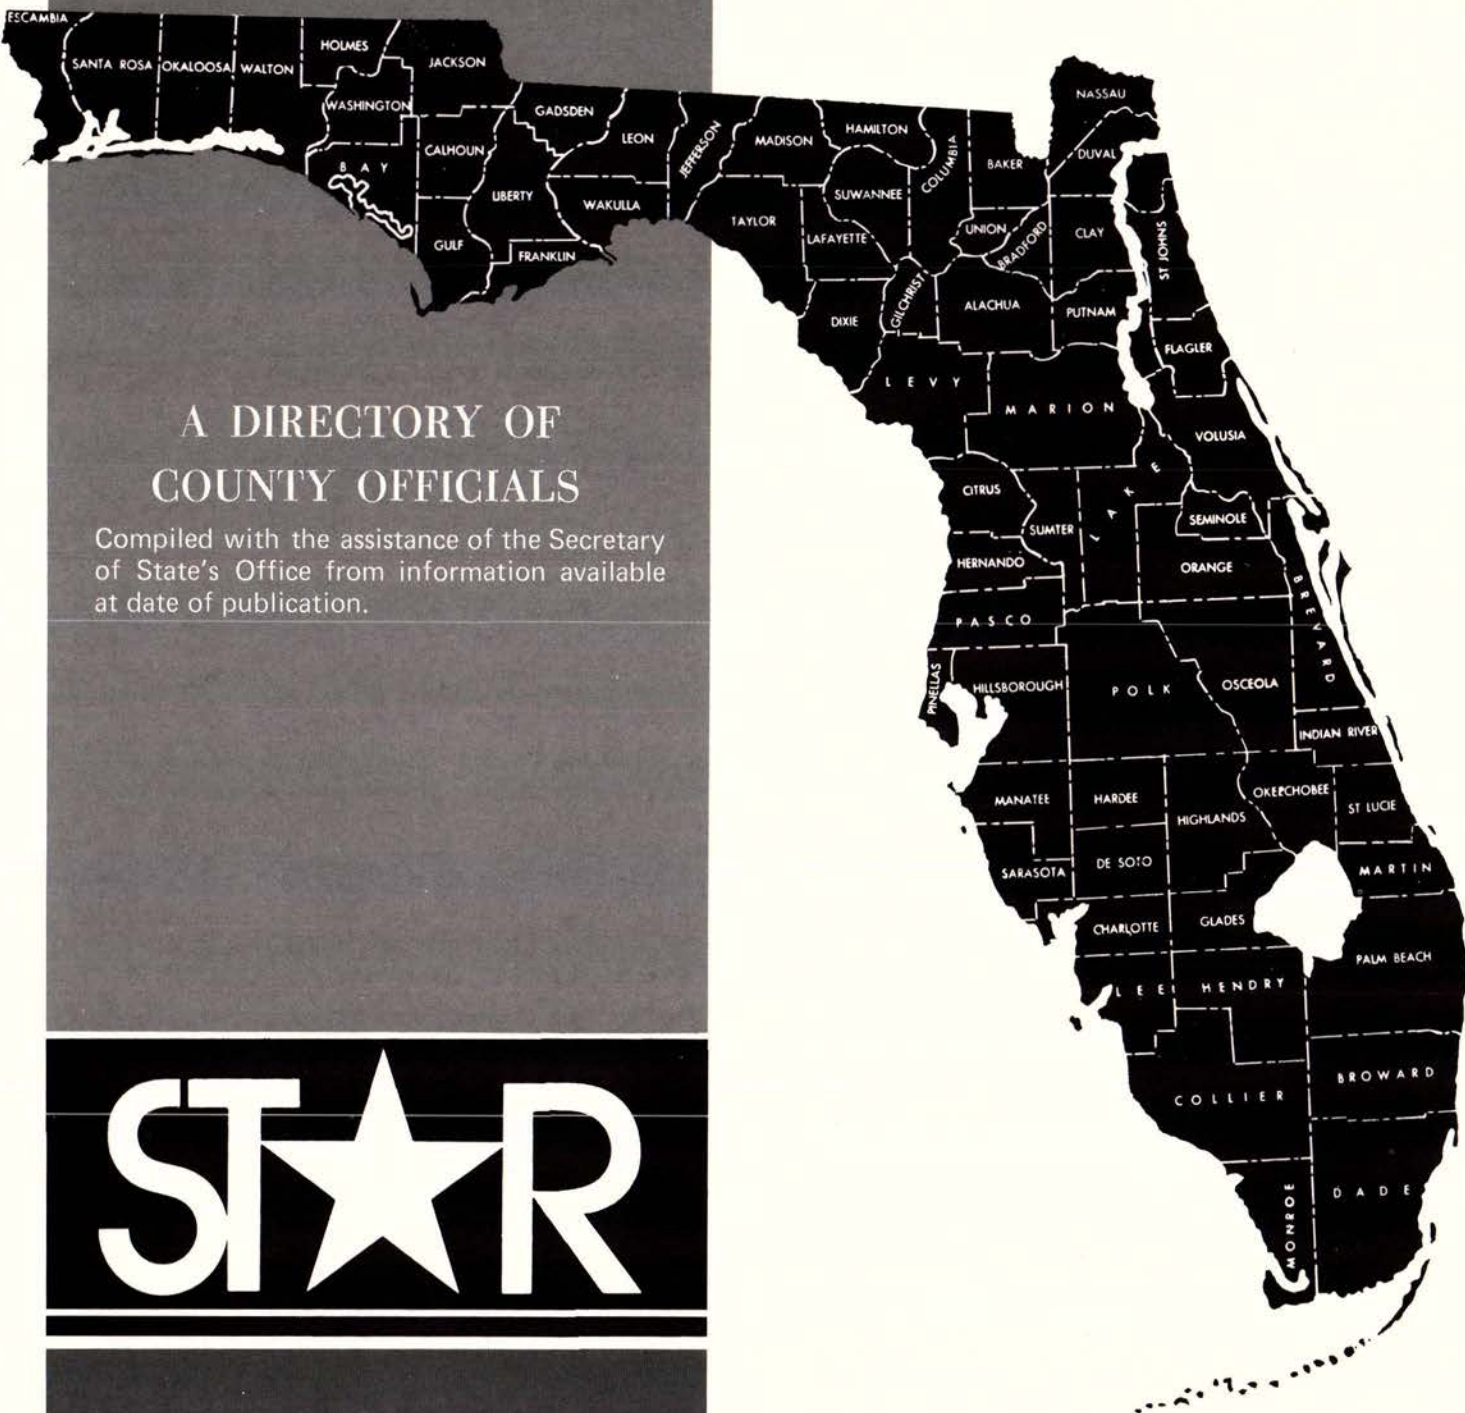 ESCAMBIA
SANTA ROSA
OKALOOSA
WALTON
HOLMES
JACKSON
WASHINGTON
BAY
CALHOUN
GULF
GADSDEN
LIBERTY
FRANKLIN
LEON
WAKULLA
JEFFERSON
MADISON
TAYLOR
HAMILTON
SUWANNEE
LAFAYETTE
DIXIE
COLUMBIA
GILCHRIST
BAKER
UNION
BRADFORD
ALACHUA
NASSAU
DUVAL
CLAY
ST JOHNS
PUTNAM
FLAGLER
LEVY
MARION
VOLUSIA
CITRUS
SUMTER
LAKE
SEMINOLE
HERNANDO
ORANGE
BREVARD
PASCO
PINELLAS
HILLSBOROUGH
POLK
OSCEOLA
INDIAN RIVER
MANATEE
HARDEE
HIGHLANDS
OKEECHOBEE
ST LUCIE
SARASOTA
DE SOTO
MARTIN
CHARLOTTE
GLADES
PALM BEACH
LEE
HENDRY
COLLIER
BROWARD
MONROE
DADE
A DIRECTORY OF
COUNTY OFFICIALS
Compiled with the assistance of the Secretary
of State's Office from information available
at date of publication.
STAR